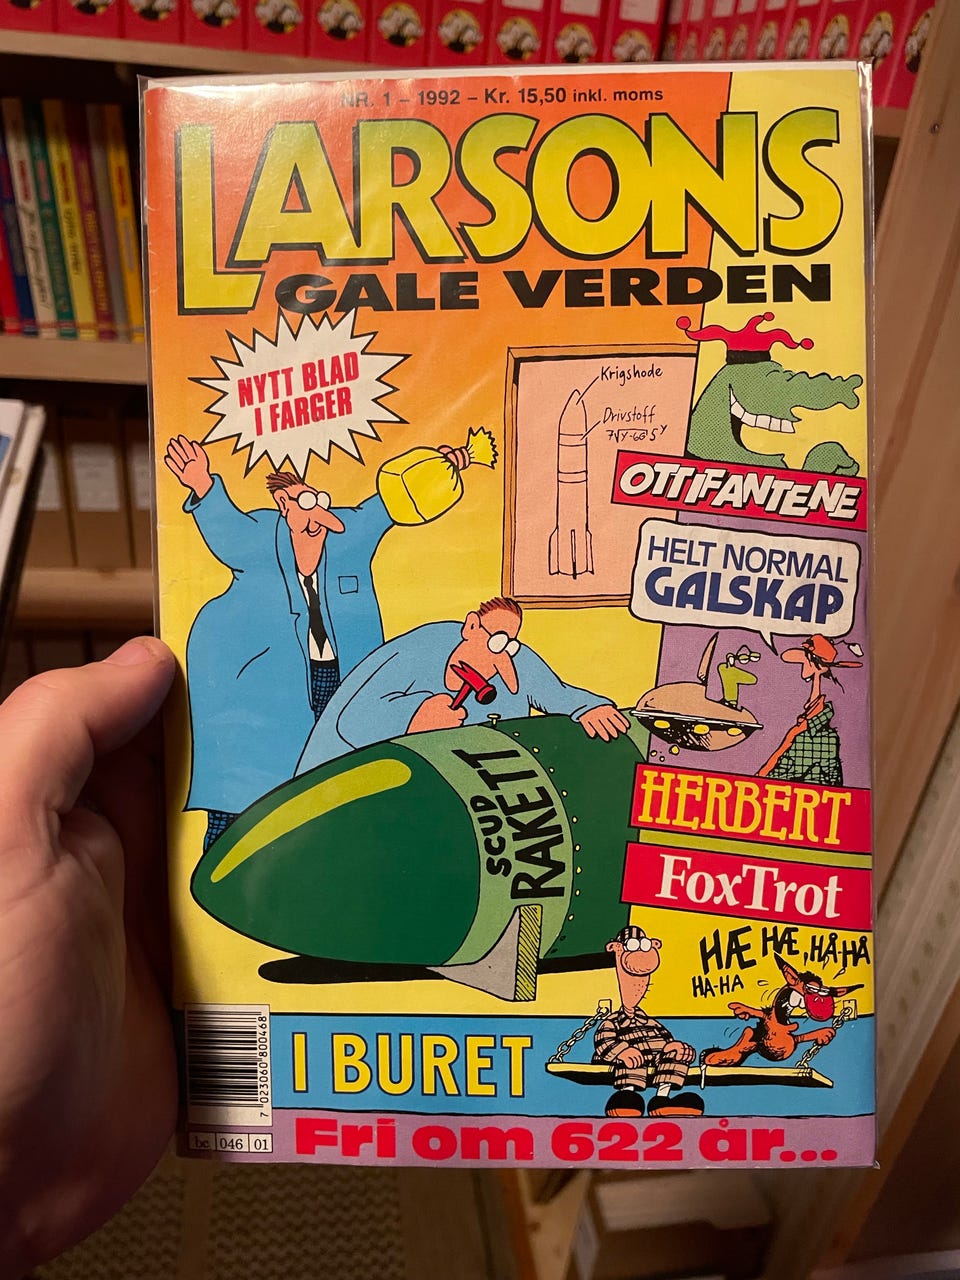 NR. 1 – 1992 – Kr. 15,50 inkl. moms
LARSONS
GALE VERDEN
NYTT BLAD
I FARGER
Krigshode
Drivstoff
OTTIFANTENE
HELT NORMAL
GALSKAP
SCUD
RAKETT
HERBERT
FoxTrot
HÆ HÆ, HÅ-HÅ
HA-HA
I BURET
7 023060 800468
bc 046 01
Fri om 622 år...